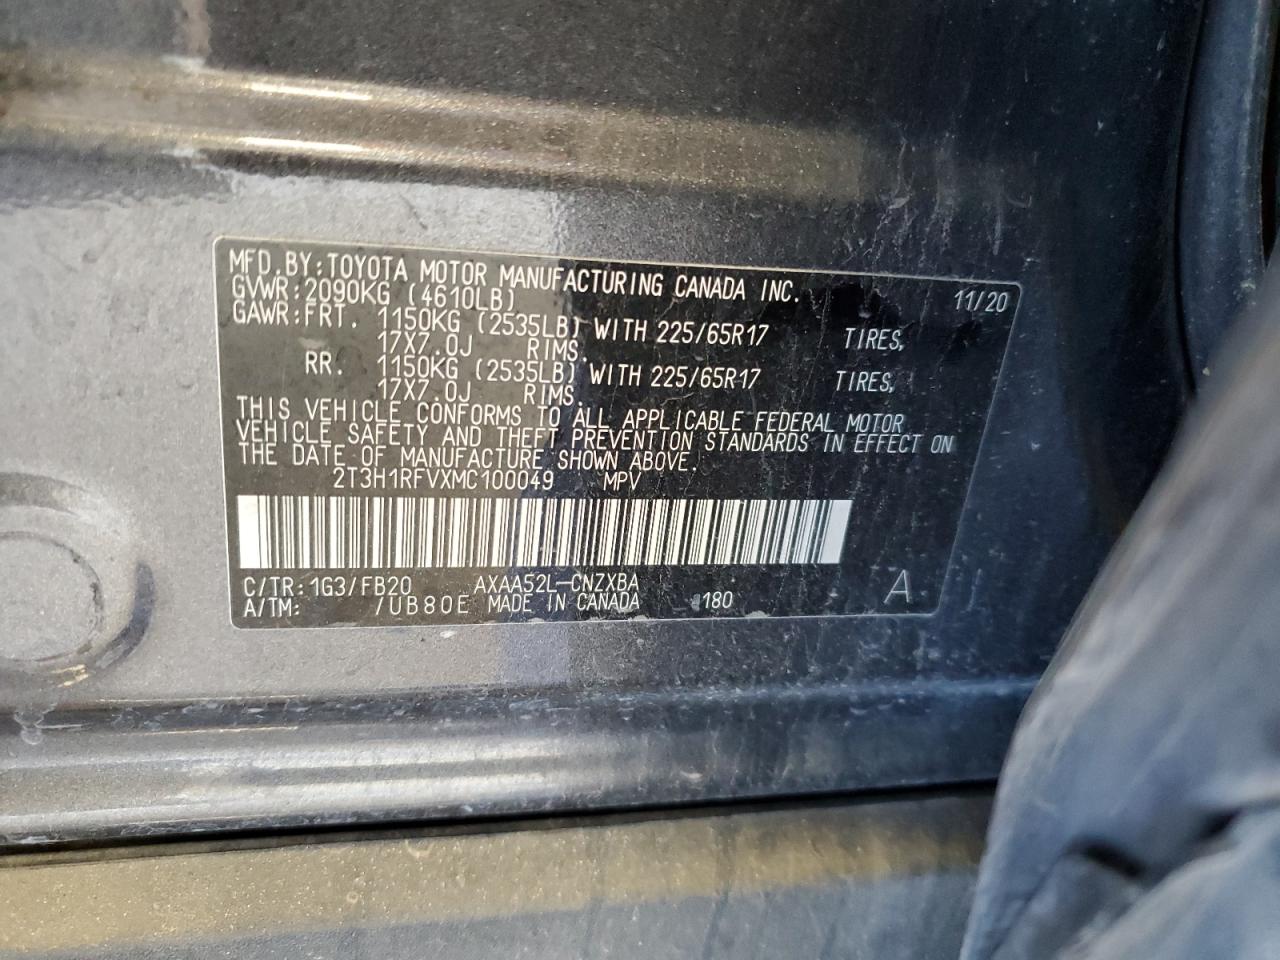 MFD.BY:TOYOTA MOTOR MANUFACTURING CANADA INC. 11/20
GVWR:2090KG (4610LB)
GAWR:FRT. 1150KG (2535LB) WITH 225/65R17 TIRES,
17X7.0J RIMS.
RR. 1150KG (2535LB) WITH 225/65R17 TIRES,
17X7.0J RIMS.
THIS VEHICLE CONFORMS TO ALL APPLICABLE FEDERAL MOTOR
VEHICLE SAFETY AND THEFT PREVENTION STANDARDS IN EFFECT ON
THE DATE OF MANUFACTURE SHOWN ABOVE.
2T3H1RFVXMC100049 MPV
C/TR:1G3/FB20 AXAA52L-CNZXBA
A/TM: /UB80E MADE IN CANADA 180 A